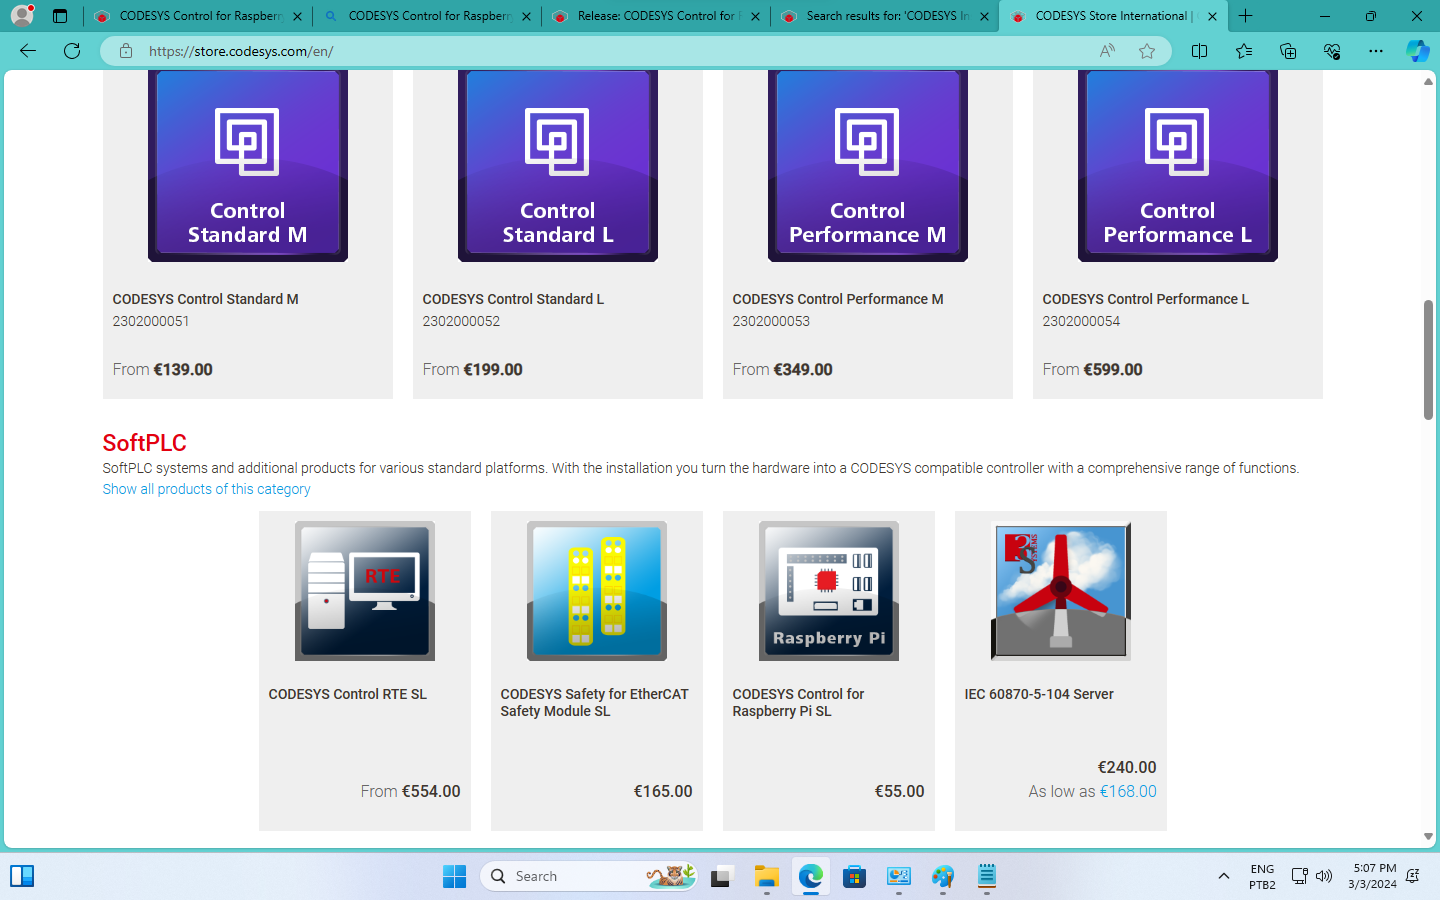 CODESYS Control for Raspberry
CODESYS Control for Raspberry
Release: CODESYS Control for
Search results for: 'CODESYS In
CODESYS Store International |
https://store.codesys.com/en/
Control
Standard M
Control
Standard L
Control
Performance M
Control
Performance L
CODESYS Control Standard M
2302000051
From €139.00
CODESYS Control Standard L
2302000052
From €199.00
CODESYS Control Performance M
2302000053
From €349.00
CODESYS Control Performance L
2302000054
From €599.00
SoftPLC
SoftPLC systems and additional products for various standard platforms. With the installation you turn the hardware into a CODESYS compatible controller with a comprehensive range of functions.
Show all products of this category
RTE
Raspberry Pi
CODESYS Control RTE SL
From €554.00
CODESYS Safety for EtherCAT
Safety Module SL
€165.00
CODESYS Control for
Raspberry Pi SL
€55.00
IEC 60870-5-104 Server
€240.00
As low as €168.00
Search
ENG
PTB2
5:07 PM
3/3/2024